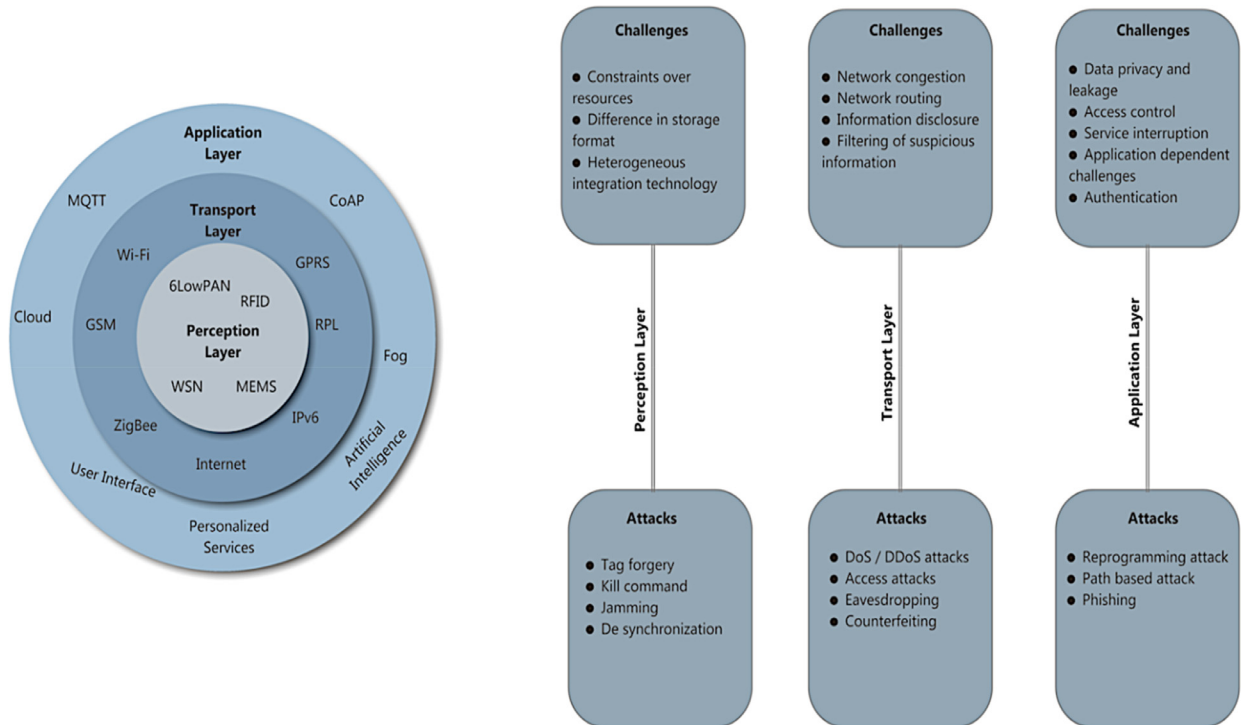 Application
Layer
MQTT
CoAP
Transport
Layer
Wi-Fi
GPRS
6LowPAN
RFID
Cloud
GSM
Perception
Layer
RPL
Fog
WSN
MEMS
ZigBee
IPv6
User Interface
Internet
Artificial
Intelligence
Personalized
Services
Challenges
● Constraints over
resources
● Difference in storage
format
● Heterogeneous
integration technology
Perception Layer
Attacks
● Tag forgery
● Kill command
● Jamming
● De synchronization
Challenges
● Network congestion
● Network routing
● Information disclosure
● Filtering of suspicious
information
Transport Layer
Attacks
● DoS / DDoS attacks
● Access attacks
● Eavesdropping
● Counterfeiting
Challenges
● Data privacy and
leakage
● Access control
● Service interruption
● Application dependent
challenges
● Authentication
Application Layer
Attacks
● Reprogramming attack
● Path based attack
● Phishing